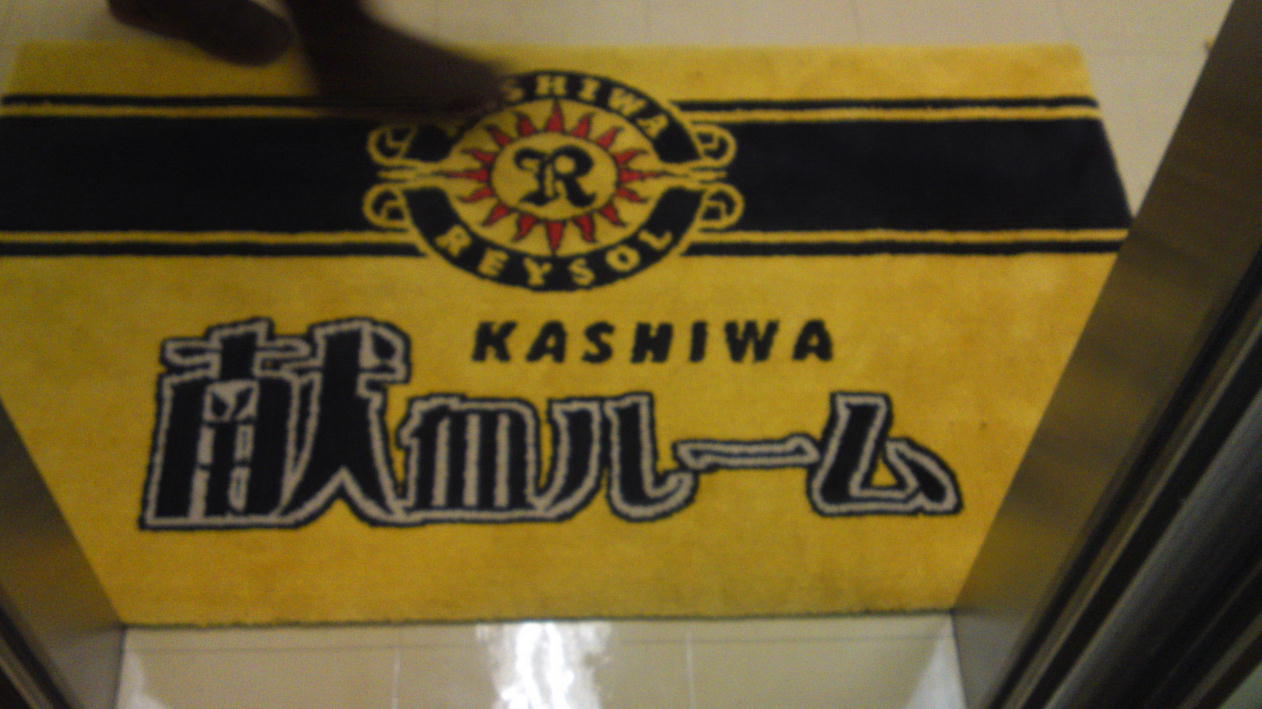 KASHIWA
R
REYSOL
KASHIWA
献血ルーム